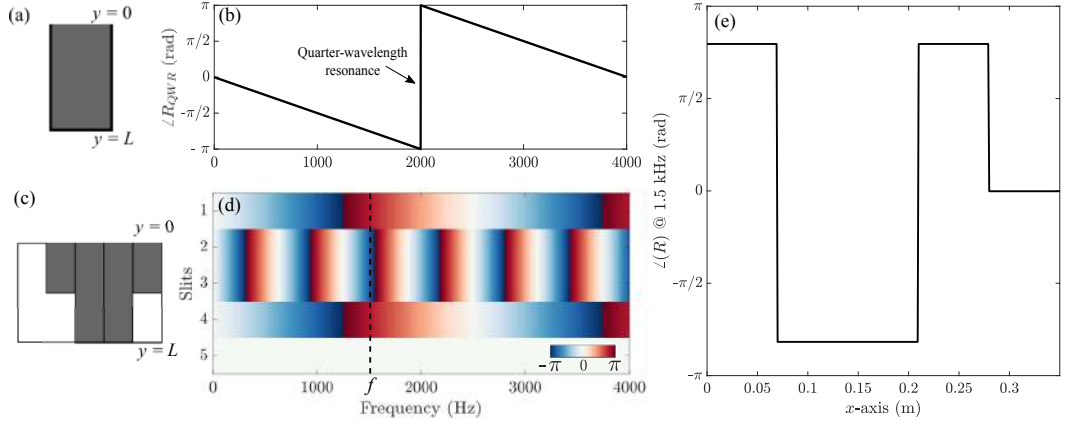 (a)
y = 0
y = L
(b)
∠R_QWR (rad)
π
π/2
0
-π/2
- π
Quarter-wavelength
resonance
0
1000
2000
3000
4000
(c)
y = 0
y = L
(d)
Slits
1
2
3
4
5
-π 0 π
0
1000
f
2000
3000
4000
Frequency (Hz)
(e)
∠(R) @ 1.5 kHz (rad)
π
π/2
0
-π/2
-π
0
0.05
0.1
0.15
0.2
0.25
0.3
x-axis (m)